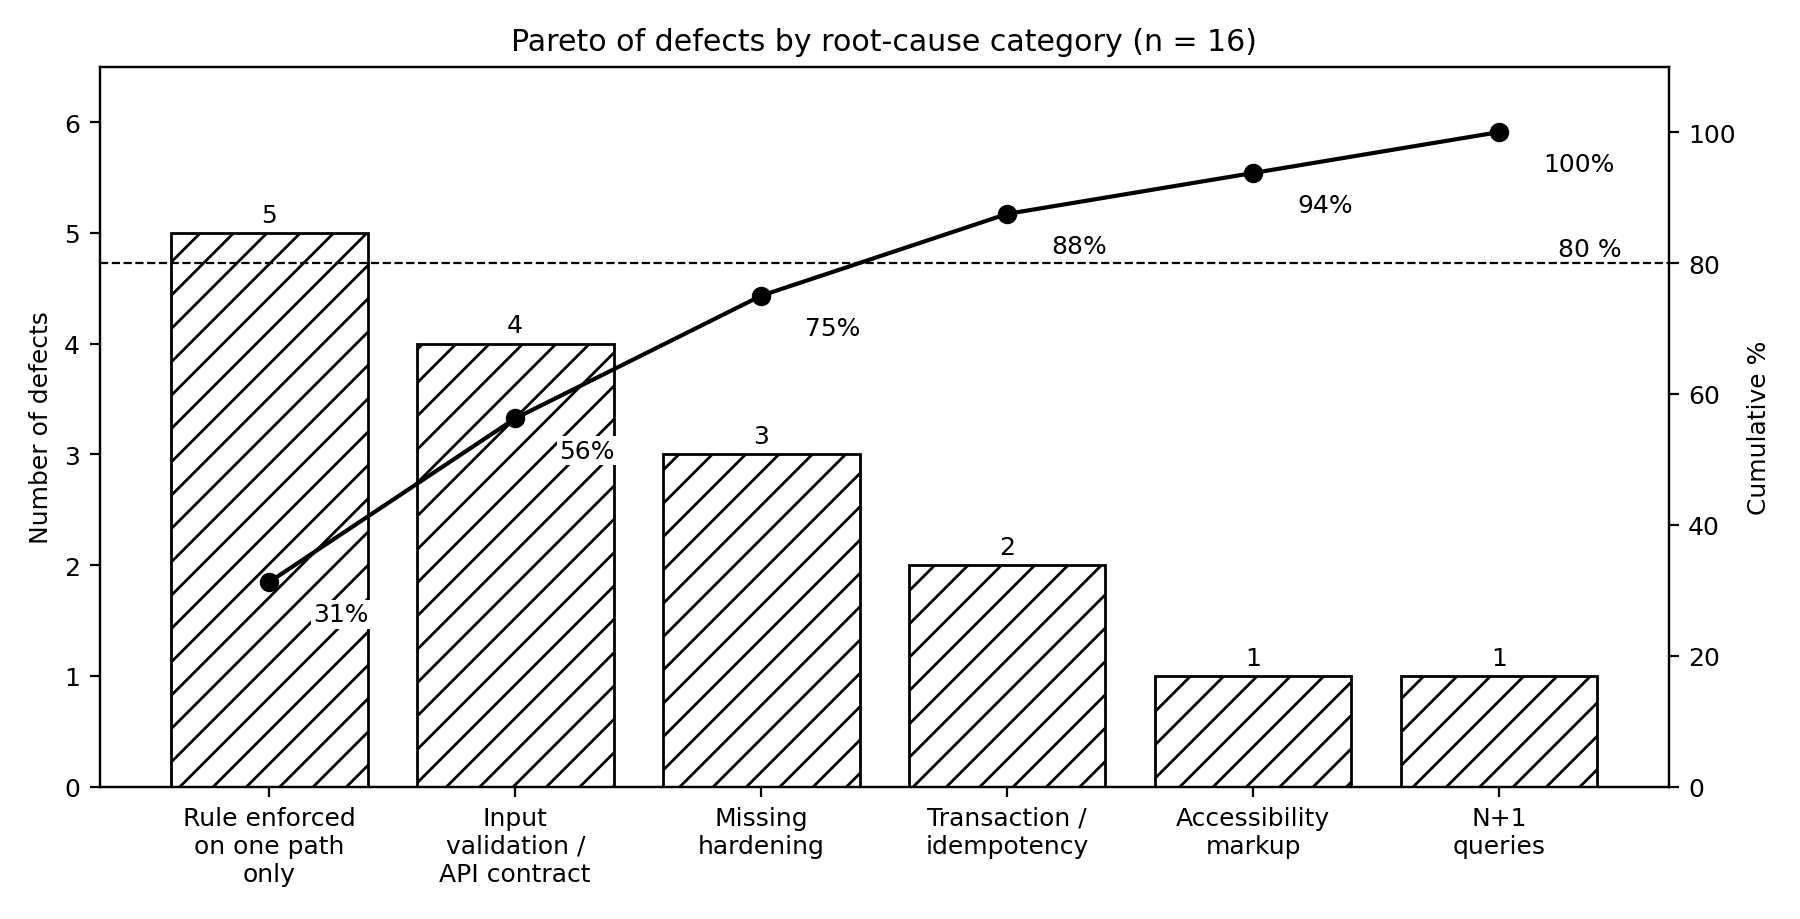 Pareto of defects by root-cause category (n = 16)
Number of defects
6
5
4
3
2
1
0
5
4
3
2
1
1
31%
56%
75%
88%
94%
100%
80 %
100
80
60
40
20
0
Cumulative %
Rule enforced
on one path
only
Input
validation /
API contract
Missing
hardening
Transaction /
idempotency
Accessibility
markup
N+1
queries